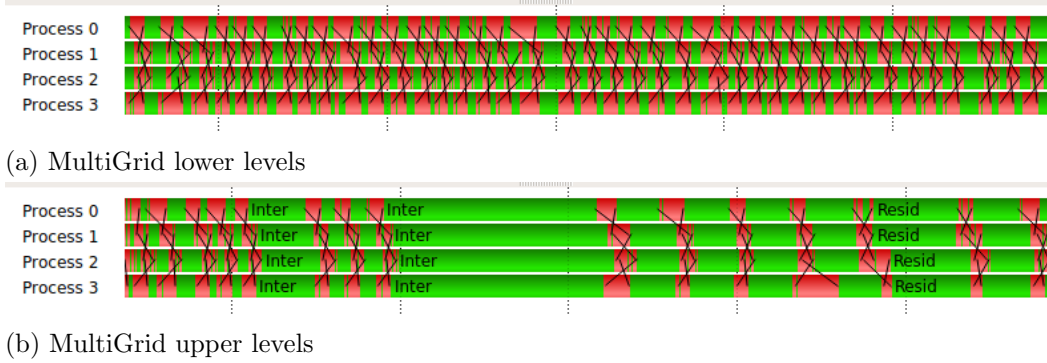 Process 0
Process 1
Process 2
Process 3
(a) MultiGrid lower levels
Process 0 Inter Inter Resid
Process 1 Inter Inter Resid
Process 2 Inter Inter Resid
Process 3 Inter Inter Resid
(b) MultiGrid upper levels